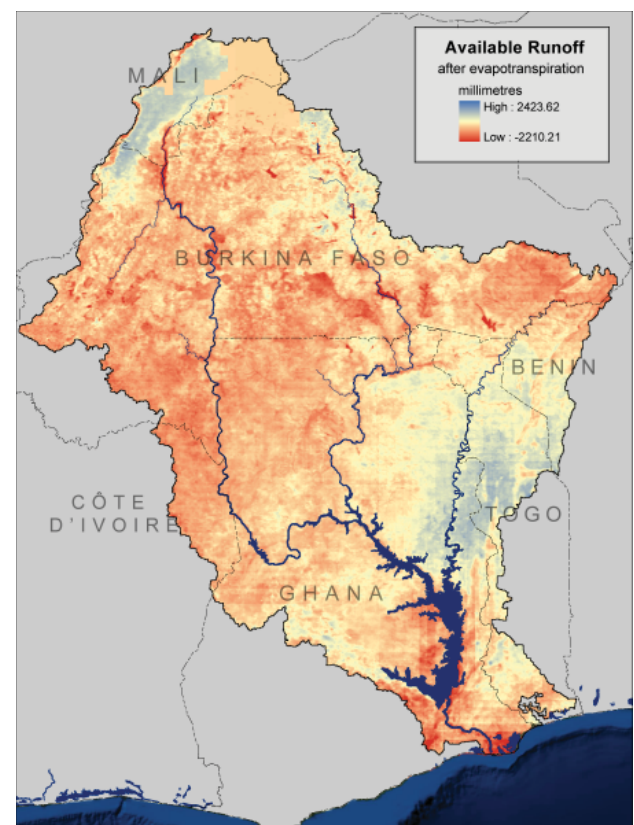 Available Runoff
after evapotranspiration
millimetres
High : 2423.62
Low : -2210.21
MALI
BURKINA FASO
BENIN
CÔTE
D'IVOIRE
TOGO
GHANA